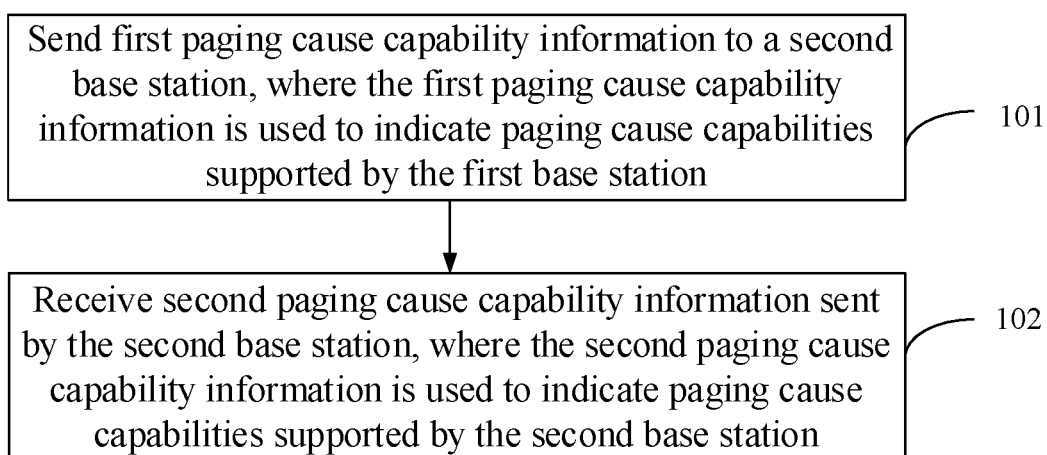 Send first paging cause capability information to a second
base station, where the first paging cause capability
information is used to indicate paging cause capabilities
supported by the first base station
101
Receive second paging cause capability information sent
by the second base station, where the second paging cause
capability information is used to indicate paging cause
capabilities supported by the second base station
102